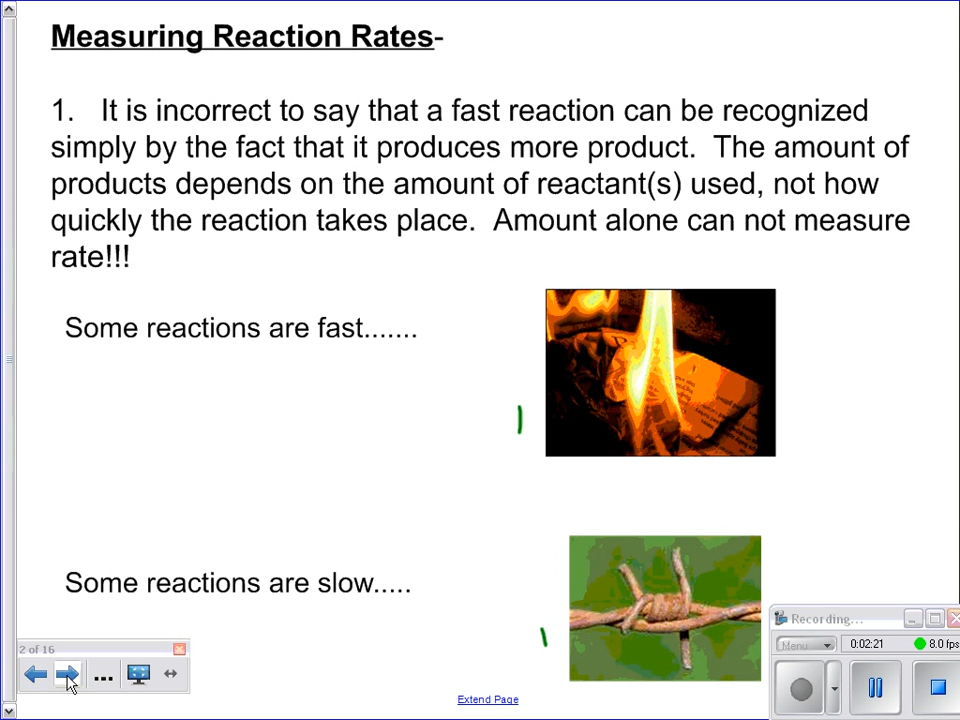 Measuring Reaction Rates-
1. It is incorrect to say that a fast reaction can be recognized
simply by the fact that it produces more product. The amount of
products depends on the amount of reactant(s) used, not how
quickly the reaction takes place. Amount alone can not measure
rate!!!
Some reactions are fast.......
Some reactions are slow.....
2 of 16
...
Extend Page
Recording...
Menu
0:02:21
8.0 fps